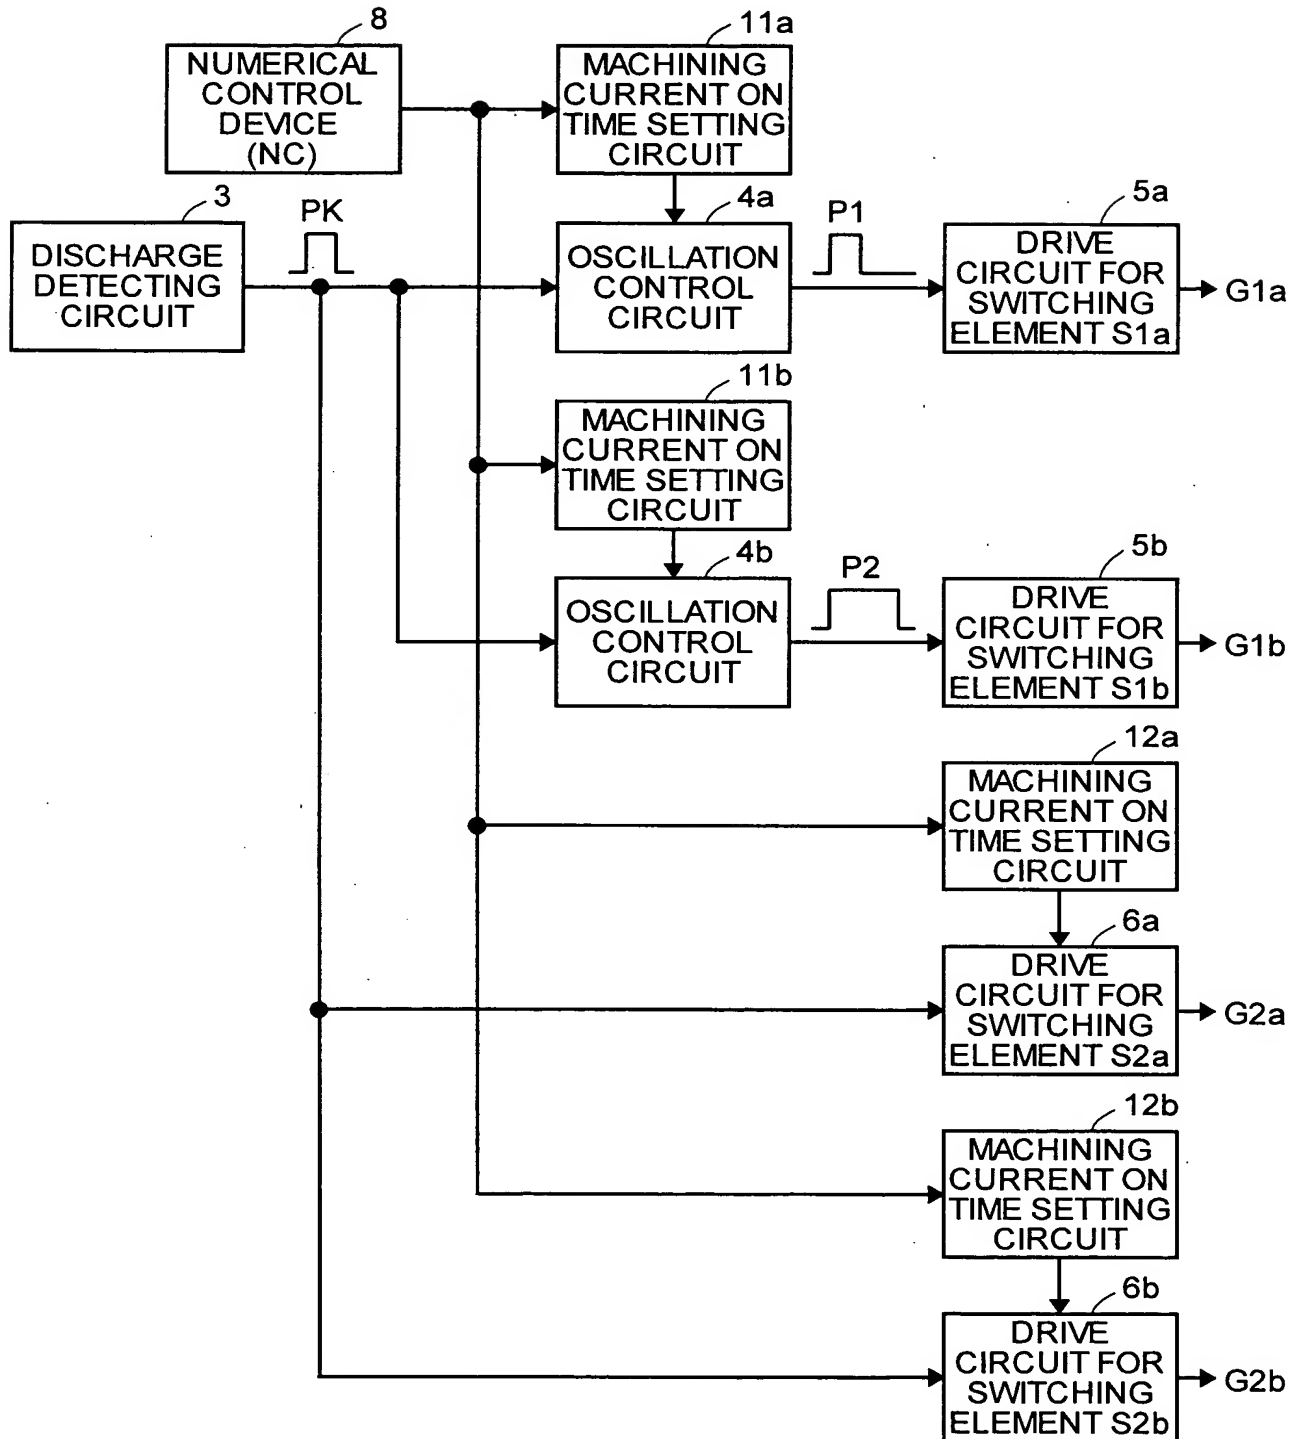 8
NUMERICAL
CONTROL
DEVICE
(NC)
11a
MACHINING
CURRENT ON
TIME SETTING
CIRCUIT
3
DISCHARGE
DETECTING
CIRCUIT
PK
4a
OSCILLATION
CONTROL
CIRCUIT
P1
5a
DRIVE
CIRCUIT FOR
SWITCHING
ELEMENT S1a
G1a
11b
MACHINING
CURRENT ON
TIME SETTING
CIRCUIT
4b
OSCILLATION
CONTROL
CIRCUIT
P2
5b
DRIVE
CIRCUIT FOR
SWITCHING
ELEMENT S1b
G1b
12a
MACHINING
CURRENT ON
TIME SETTING
CIRCUIT
6a
DRIVE
CIRCUIT FOR
SWITCHING
ELEMENT S2a
G2a
12b
MACHINING
CURRENT ON
TIME SETTING
CIRCUIT
6b
DRIVE
CIRCUIT FOR
SWITCHING
ELEMENT S2b
G2b